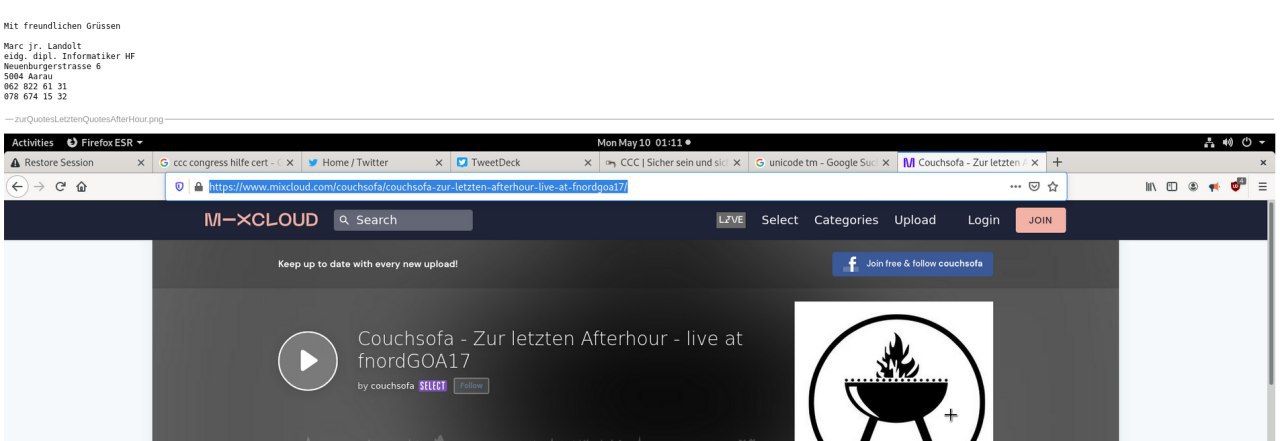 Mit freundlichen Grüssen
Marc jr. Landolt
eidg. dipl. Informatiker HF
Neuenburgerstrasse 6
5004 Aarau
062 822 61 31
078 674 15 32
zurQuotesLetztenQuotesAfterHour.png
Activities Firefox ESR Mon May 10 01:11
Restore Session ccc congress hilfe cert - Home / Twitter TweetDeck CCC | Sicher sein und sich unicode tm - Google Suc Couchsofa - Zur letzten A
https://www.mixcloud.com/couchsofa/couchsofa-zur-letzten-afterhour-live-at-fnordgoa17/
MIXCLOUD Search LIVE Select Categories Upload Login JOIN
Keep up to date with every new upload! Join free & follow couchsofa
Couchsofa - Zur letzten Afterhour - live at
fnordGOA17
by couchsofa SELECT Follow